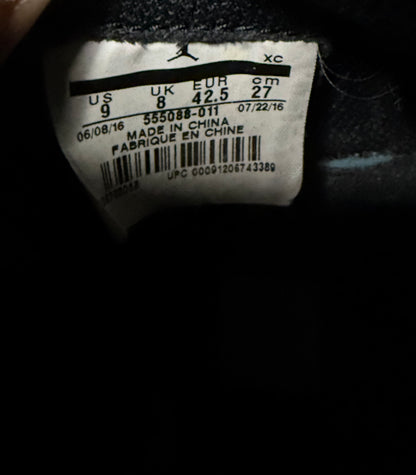 XC
US UK EUR cm
9 8 42.5 27
06/08/16 555088-011 07/22/16
MADE IN CHINA
FABRIQUE EN CHINE
UPC 00091206743389